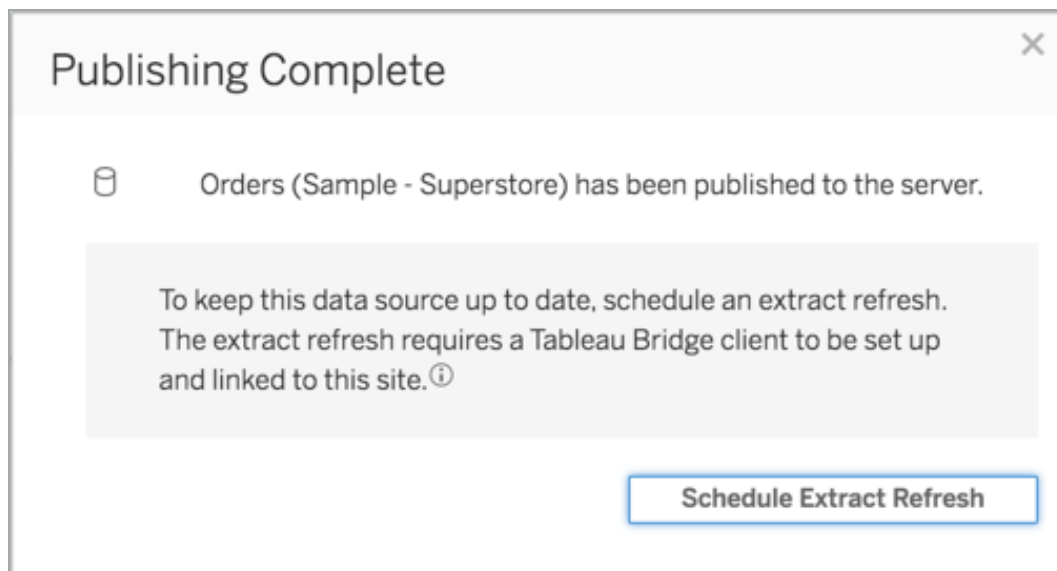 Publishing Complete
Orders (Sample - Superstore) has been published to the server.
To keep this data source up to date, schedule an extract refresh.
The extract refresh requires a Tableau Bridge client to be set up
and linked to this site.
Schedule Extract Refresh